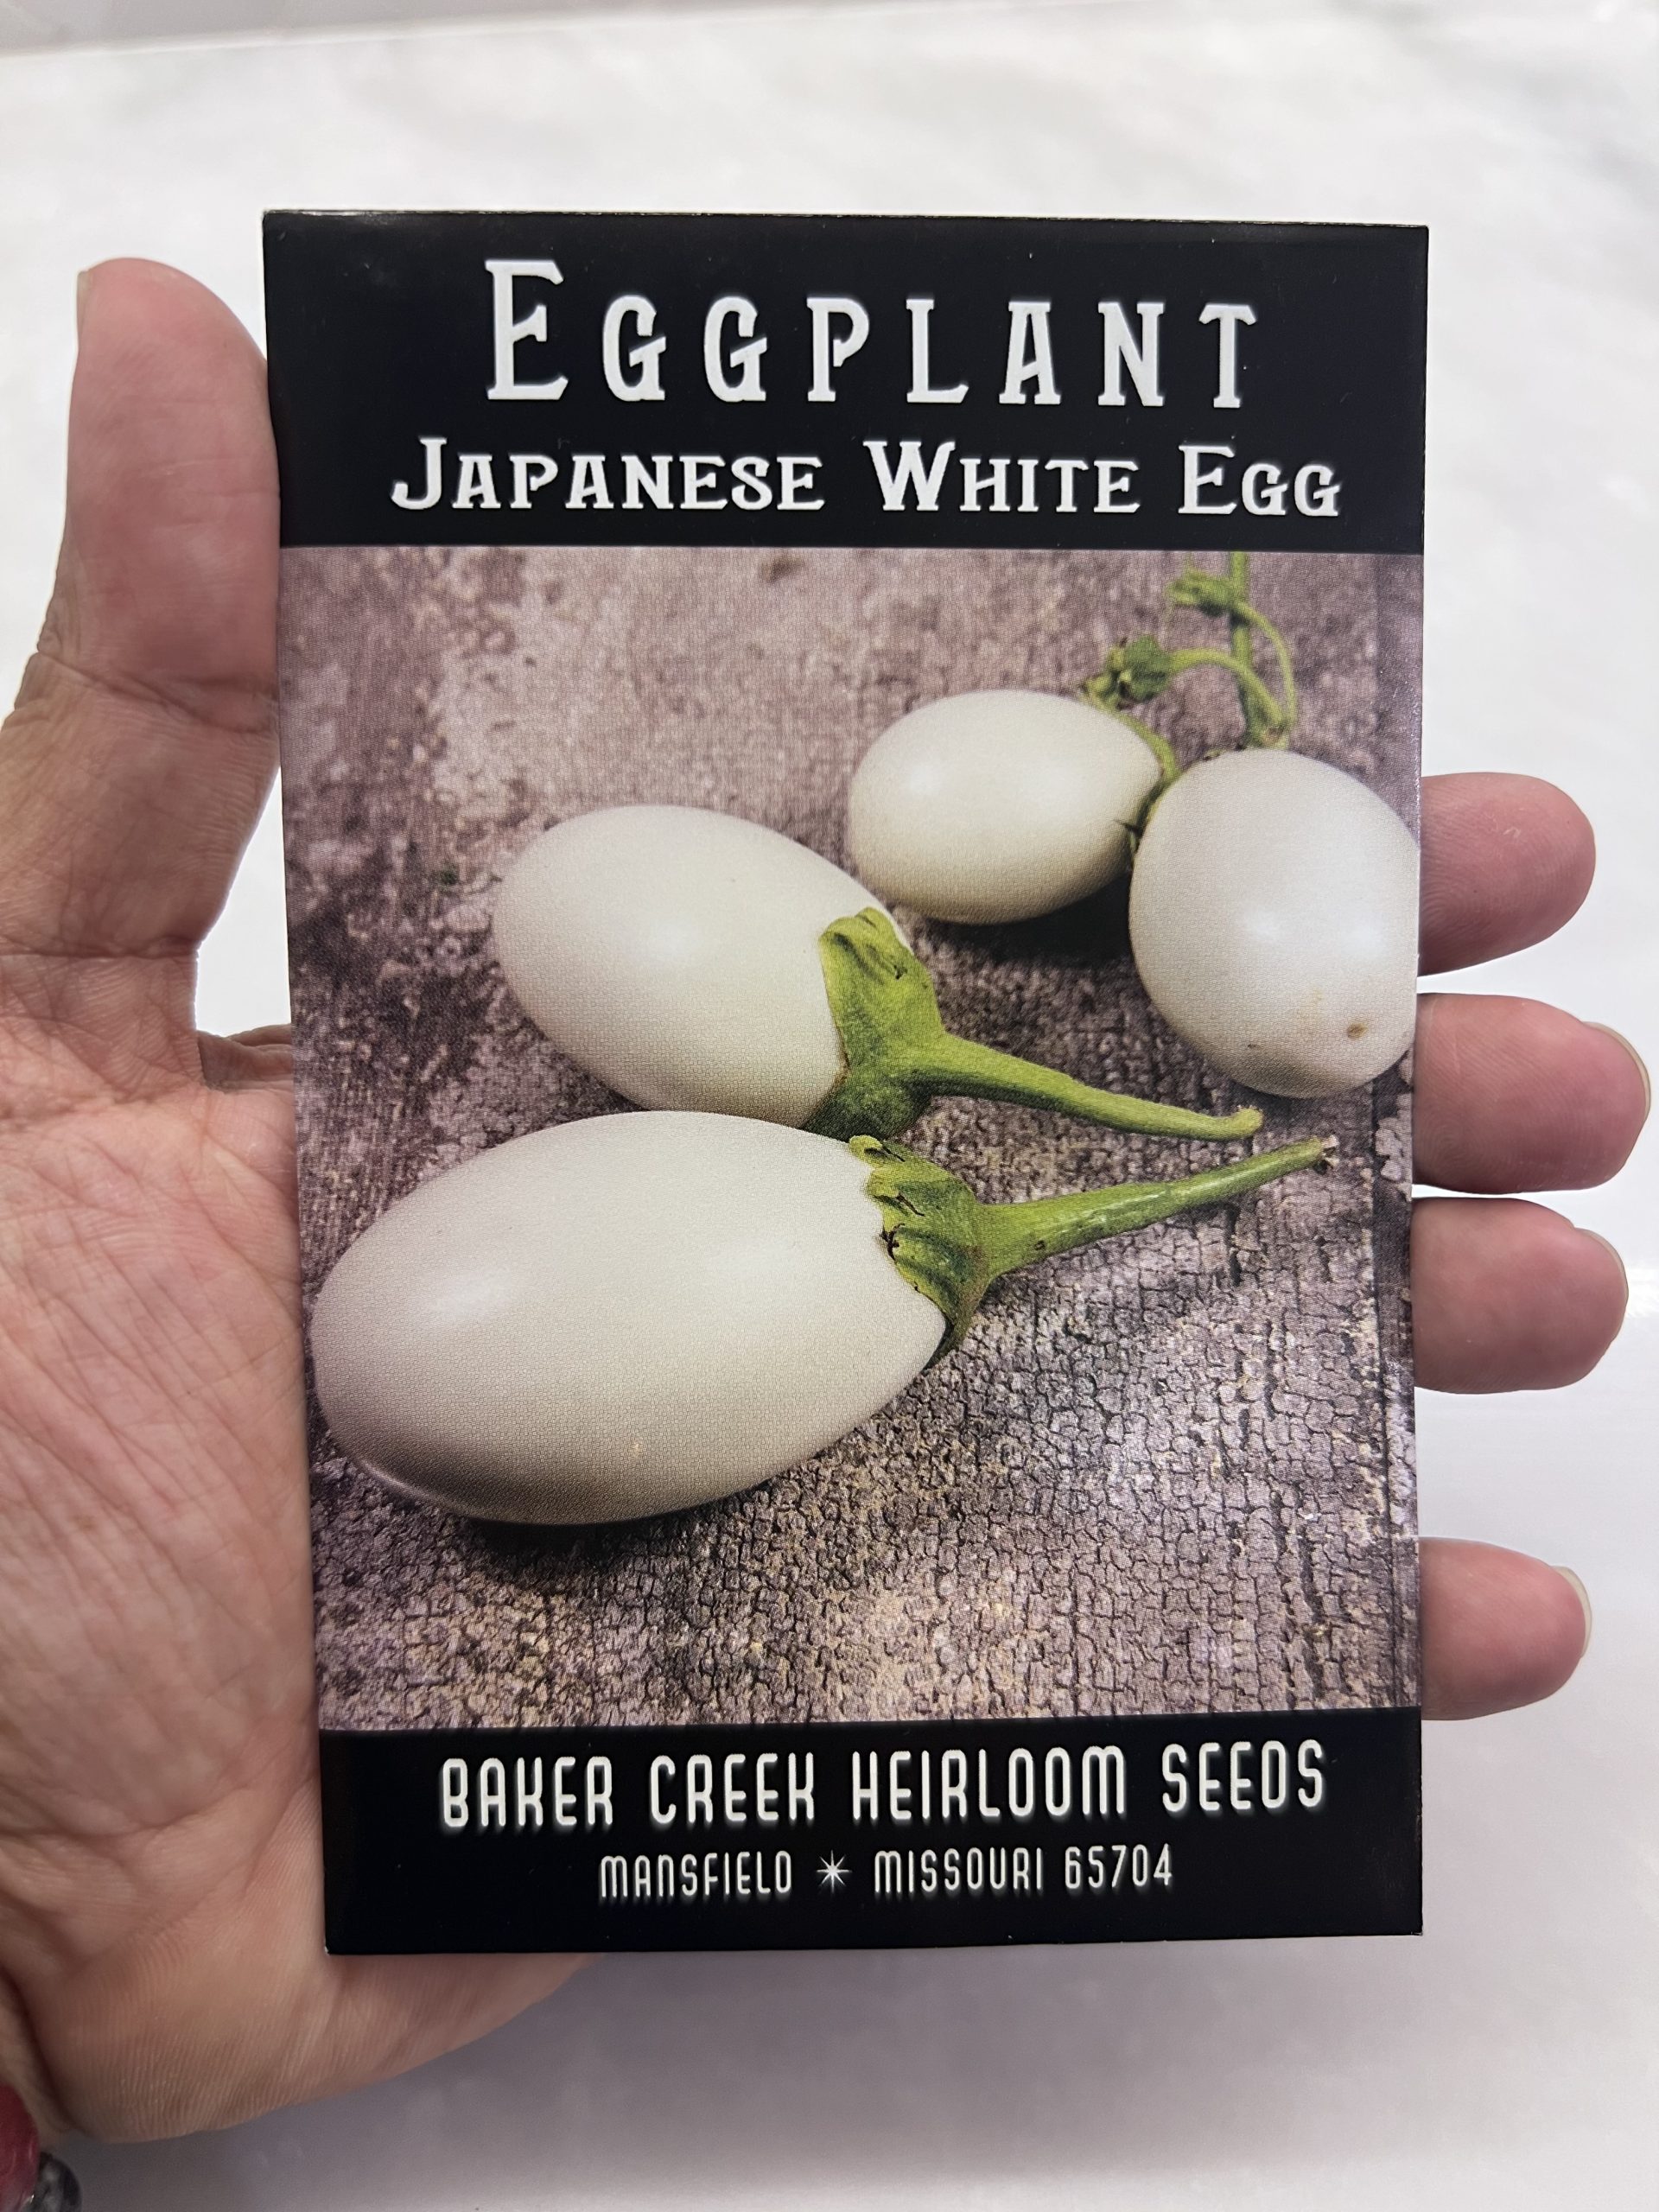 Eggplant
Japanese White Egg
BAKER CREEK HEIRLOOM SEEDS
MANSFIELD ✴ MISSOURI 65704